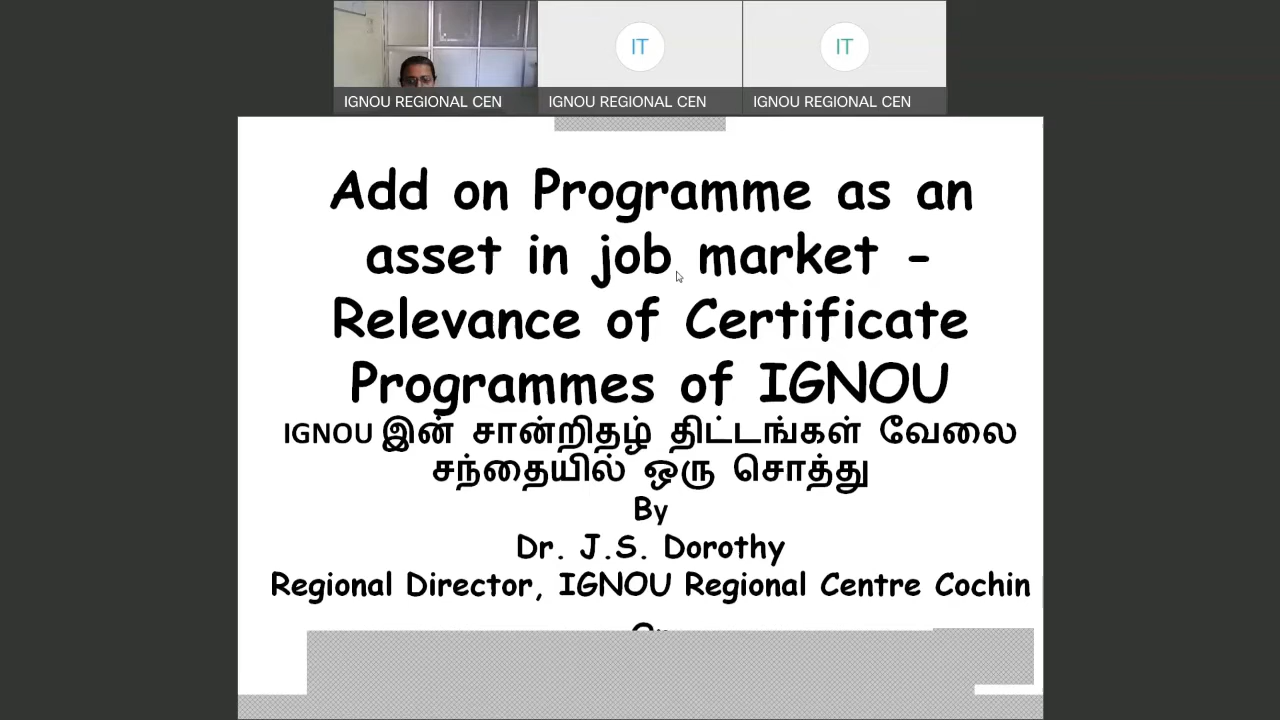 IT
IT
IGNOU REGIONAL CEN
IGNOU REGIONAL CEN
IGNOU REGIONAL CEN
Add on Programme as an
asset in job market -
Relevance of Certificate
Programmes of IGNOU
IGNOU இன் சான்றிதழ் திட்டங்கள் வேலை
சந்தையில் ஒரு சொத்து
By
Dr. J.S. Dorothy
Regional Director, IGNOU Regional Centre Cochin